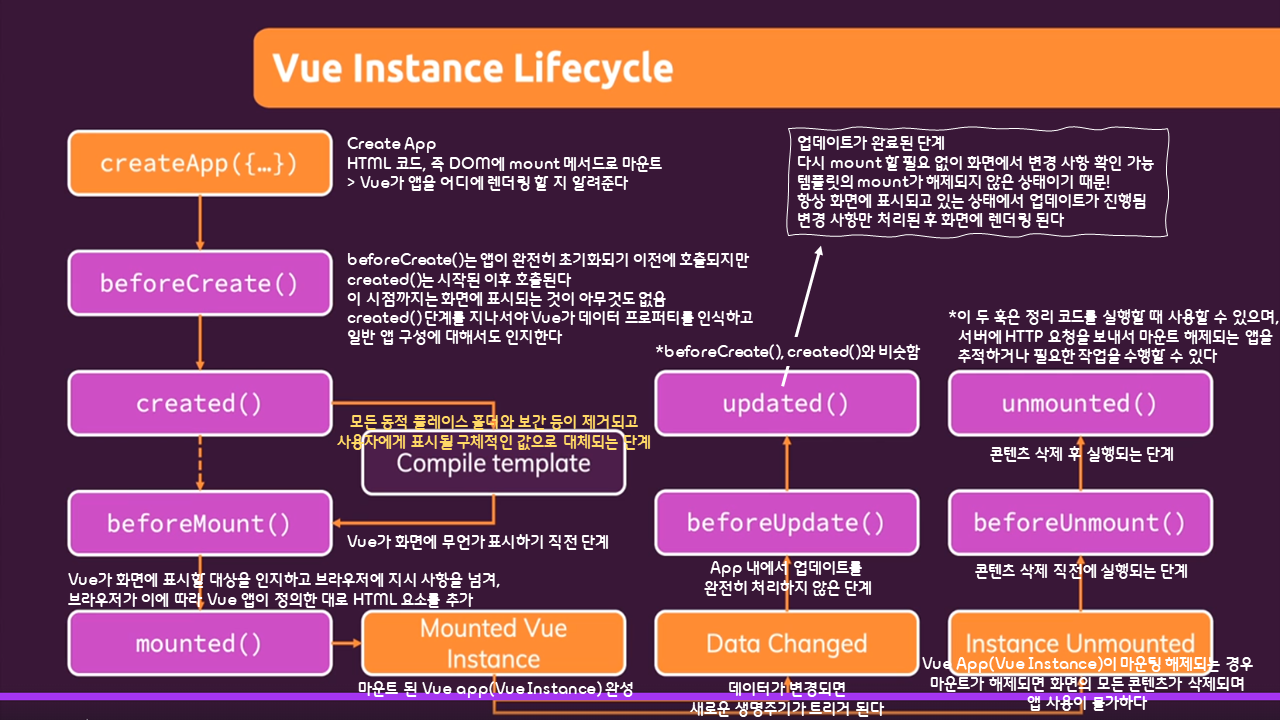 Vue Instance Lifecycle
createApp({…})
Create App
HTML 코드, 즉 DOM에 mount 메서드로 마운트
> Vue가 앱을 어디에 렌더링 할 지 알려준다
업데이트가 완료된 단계
다시 mount 할 필요 없이 화면에서 변경 사항 확인 가능
템플릿의 mount가 해제되지 않은 상태이기 때문!
항상 화면에 표시되고 있는 상태에서 업데이트가 진행됨
변경 사항만 처리된 후 화면에 렌더링 된다
beforeCreate()
beforeCreate()는 앱이 완전히 초기화되기 이전에 호출되지만
created()는 시작된 이후 호출된다
이 시점까지는 화면에 표시되는 것이 아무것도 없음
created()단계를 지나서야 Vue가 데이터 프로퍼티를 인식하고
일반 앱 구성에 대해서도 인지한다
*beforeCreate(), created()와 비슷함
*이 두 훅은 정리 코드를 실행할 때 사용할 수 있으며,
서버에 HTTP 요청을 보내서 마운트 해제되는 앱을
추적하거나 필요한 작업을 수행할 수 있다
created()
모든 동적 플레이스 홀더와 보간 등이 제거되고
사용자에게 표시될 구체적인 값으로 대체되는 단계
Compile template
updated()
unmounted()
콘텐츠 삭제 후 실행되는 단계
beforeMount()
Vue가 화면에 무언가 표시하기 직전 단계
beforeUpdate()
beforeUnmount()
App 내에서 업데이트를
완전히 처리하지 않은 단계
콘텐츠 삭제 직전에 실행되는 단계
Vue가 화면에 표시할 대상을 인지하고 브라우저에 지시 사항을 넘겨,
브라우저가 이에 따라 Vue 앱이 정의한 대로 HTML 요소를 추가
mounted()
Mounted Vue
Instance
마운트 된 Vue app(Vue Instance) 완성
Data Changed
데이터가 변경되면
새로운 생명주기가 트리거 된다
Instance Unmounted
Vue App(Vue Instance)이 마운팅 해제되는 경우
마운트가 해제되면 화면의 모든 콘텐츠가 삭제되며
앱 사용이 불가하다